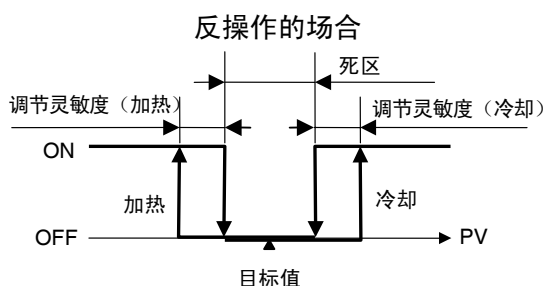 反操作的场合
死区
调节灵敏度（加热）
调节灵敏度（冷却）
ON
加热
冷却
OFF
PV
目标值